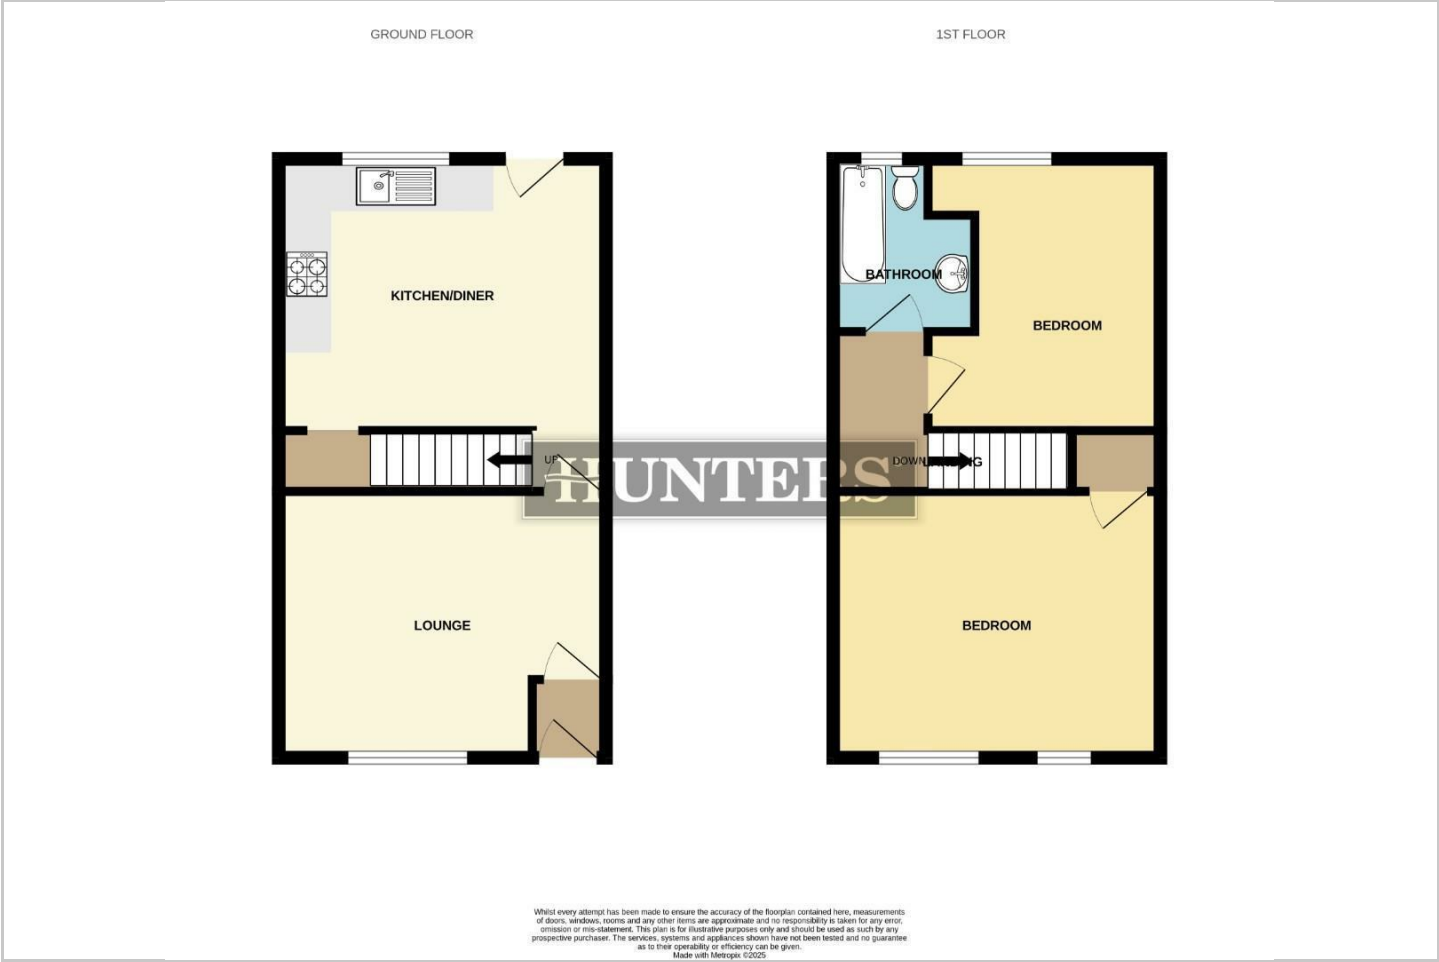 GROUND FLOOR
1ST FLOOR
KITCHEN/DINER
BATHROOM
BEDROOM
UP
HUNTERS
DOWN
LANDING
LOUNGE
BEDROOM
Whilst every attempt has been made to ensure the accuracy of the floorplan contained here, measurements
of doors, windows, rooms and any other items are approximate and no responsibility is taken for any error,
omission or mis-statement. This plan is for illustrative purposes only and should be used as such by any
prospective purchaser. The services, systems and appliances shown have not been tested and no guarantee
as to their operability or efficiency can be given.
Made with Metropix ©2025